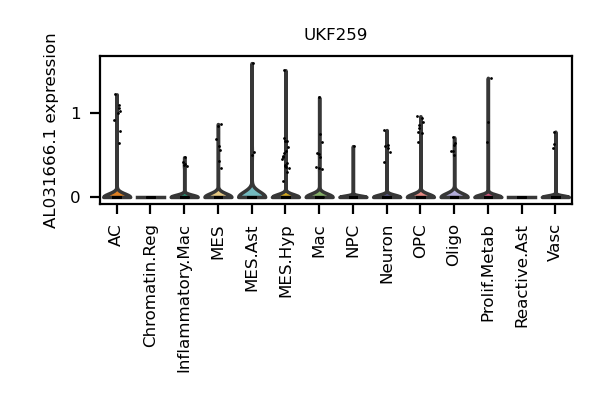 UKF259
AL031666.1 expression
1
0
AC
Chromatin.Reg
Inflammatory.Mac
MES
MES.Ast
MES.Hyp
Mac
NPC
Neuron
OPC
Oligo
Prolif.Metab
Reactive.Ast
Vasc